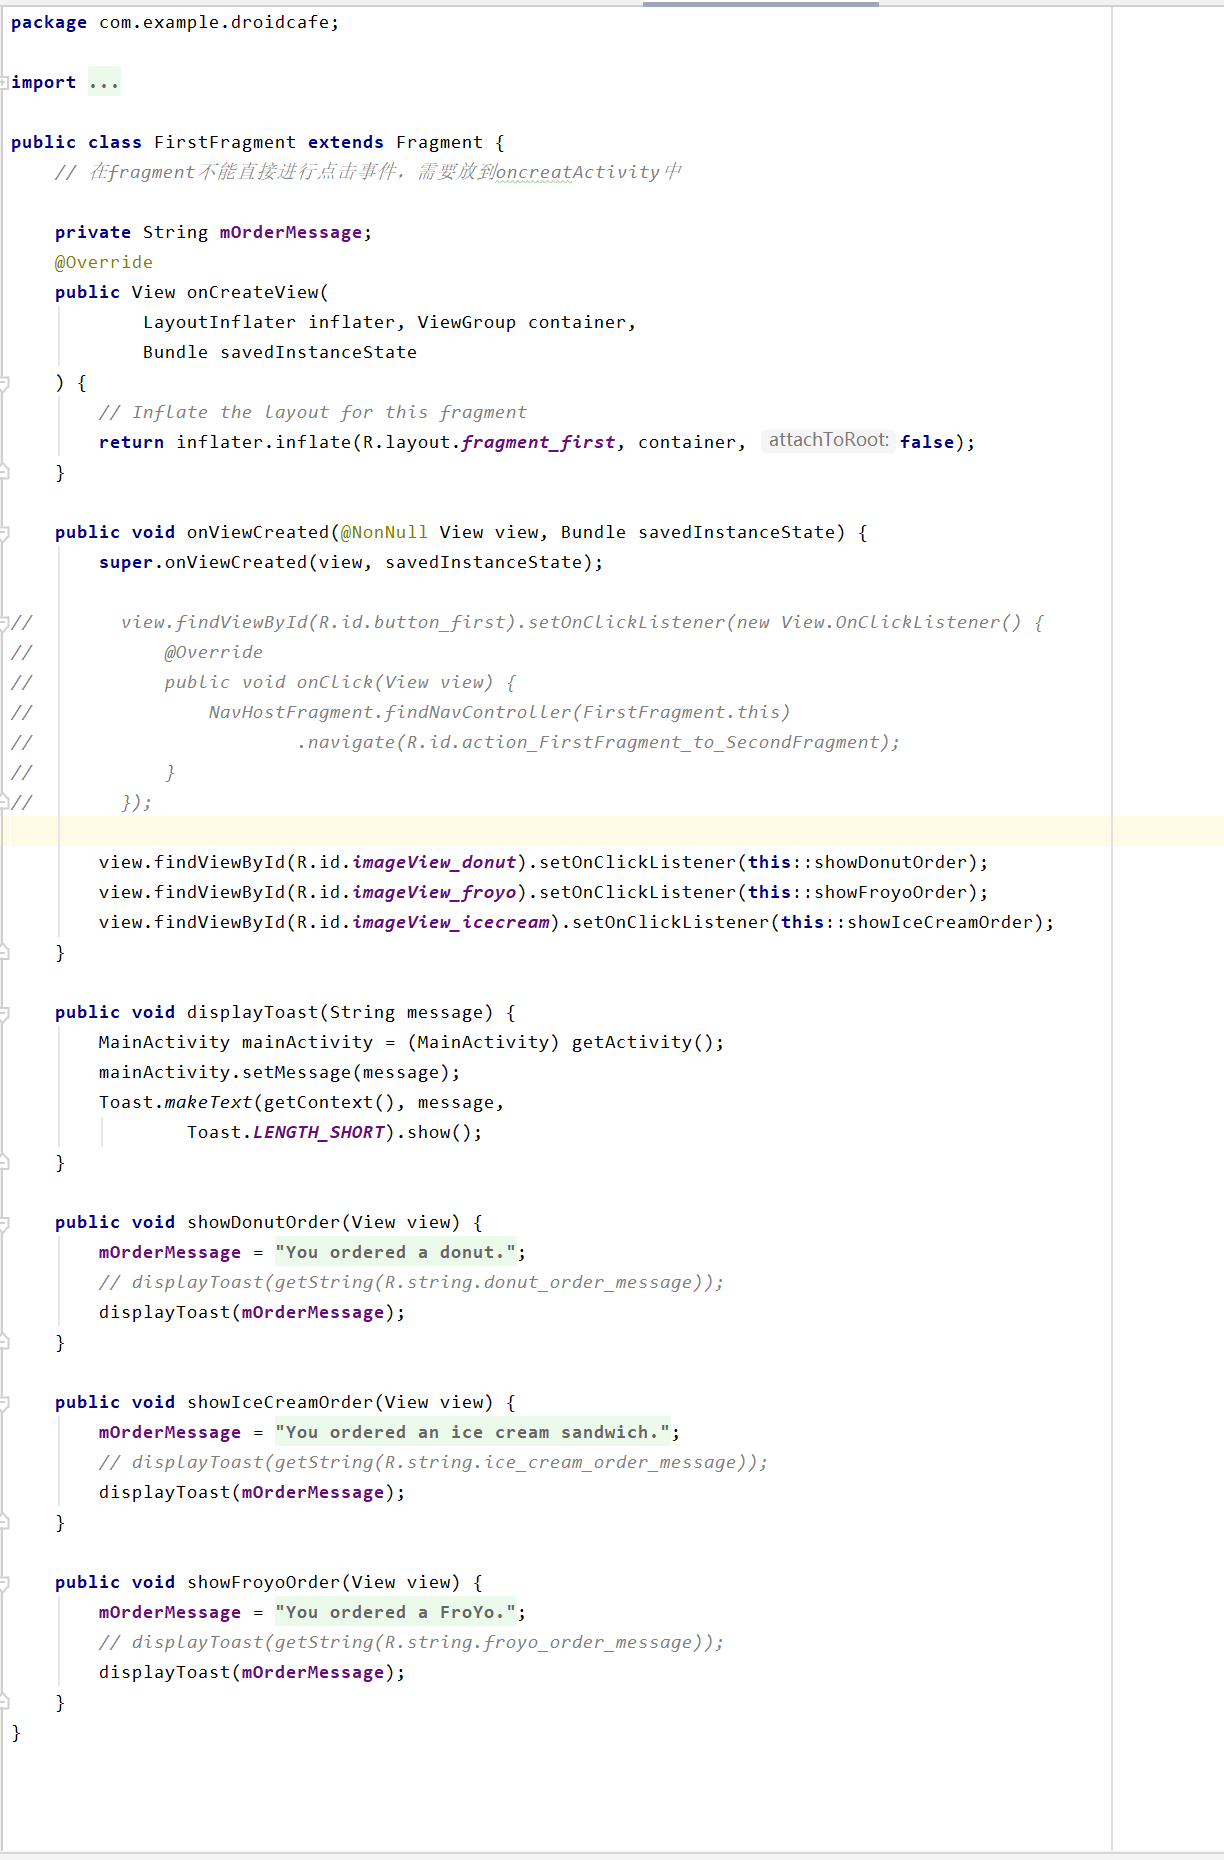 package com.example.droidcafe;
import ...
public class FirstFragment extends Fragment {
// 在fragment不能直接进行点击事件，需要放到oncreatActivity中
private String mOrderMessage;
@Override
public View onCreateView(
LayoutInflater inflater, ViewGroup container,
Bundle savedInstanceState
) {
// Inflate the layout for this fragment
return inflater.inflate(R.layout.fragment_first, container, attachToRoot: false);
}
public void onViewCreated(@NonNull View view, Bundle savedInstanceState) {
super.onViewCreated(view, savedInstanceState);
// view.findViewById(R.id.button_first).setOnClickListener(new View.OnClickListener() {
// @Override
// public void onClick(View view) {
// NavHostFragment.findNavController(FirstFragment.this)
// .navigate(R.id.action_FirstFragment_to_SecondFragment);
// }
// });
view.findViewById(R.id.imageView_donut).setOnClickListener(this::showDonutOrder);
view.findViewById(R.id.imageView_froyo).setOnClickListener(this::showFroyoOrder);
view.findViewById(R.id.imageView_icecream).setOnClickListener(this::showIceCreamOrder);
}
public void displayToast(String message) {
MainActivity mainActivity = (MainActivity) getActivity();
mainActivity.setMessage(message);
Toast.makeText(getContext(), message,
Toast.LENGTH_SHORT).show();
}
public void showDonutOrder(View view) {
mOrderMessage = "You ordered a donut.";
// displayToast(getString(R.string.donut_order_message));
displayToast(mOrderMessage);
}
public void showIceCreamOrder(View view) {
mOrderMessage = "You ordered an ice cream sandwich.";
// displayToast(getString(R.string.ice_cream_order_message));
displayToast(mOrderMessage);
}
public void showFroyoOrder(View view) {
mOrderMessage = "You ordered a FroYo.";
// displayToast(getString(R.string.froyo_order_message));
displayToast(mOrderMessage);
}
}